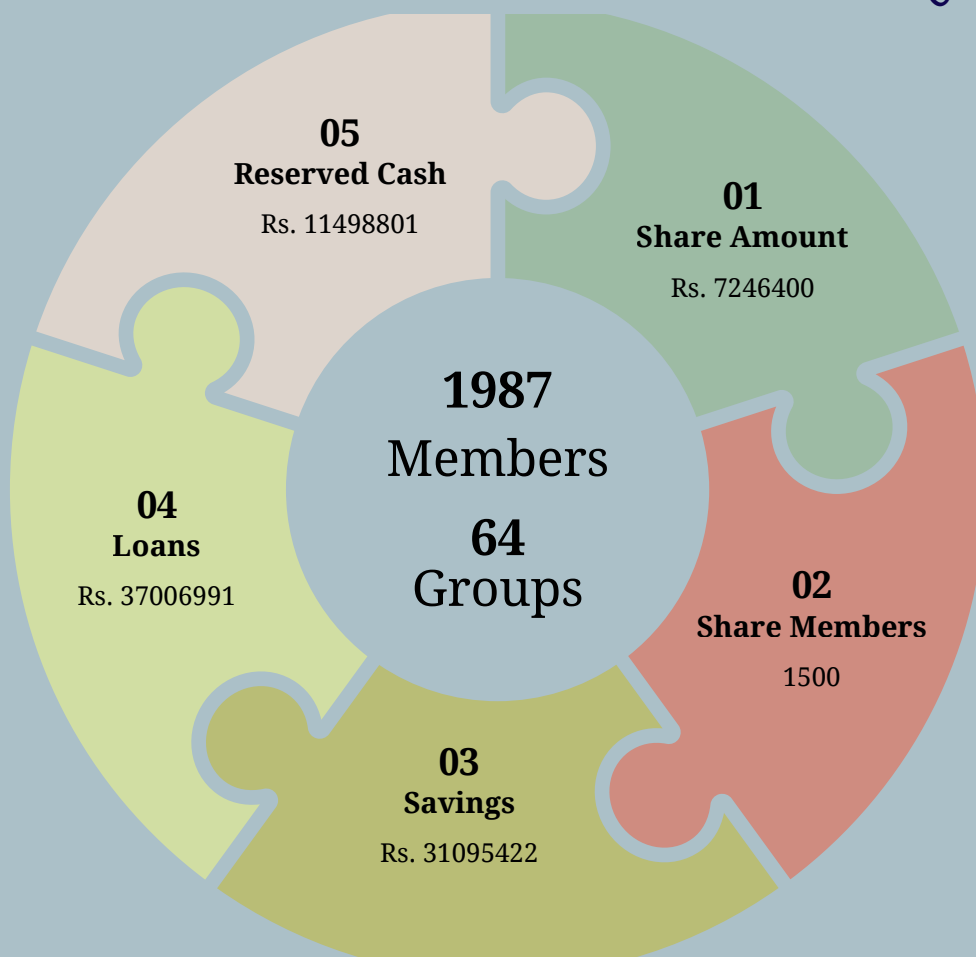 05
Reserved Cash
Rs. 11498801
01
Share Amount
Rs. 7246400
1987
Members
64
Groups
04
Loans
Rs. 37006991
02
Share Members
1500
03
Savings
Rs. 31095422